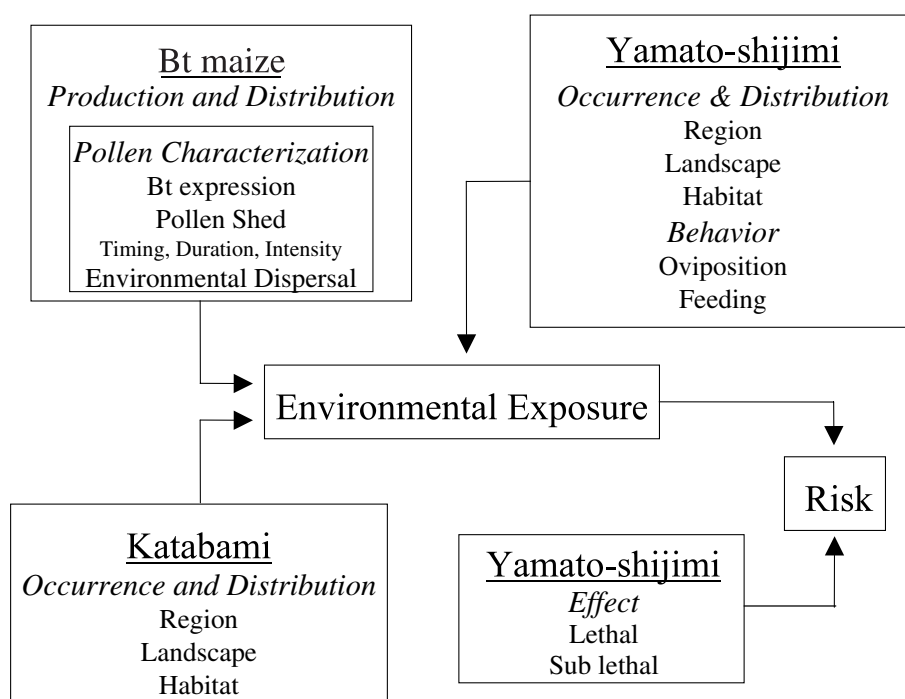 Bt maize
Production and Distribution
Pollen Characterization
Bt expression
Pollen Shed
Timing, Duration, Intensity
Environmental Dispersal
Yamato-shijimi
Occurrence & Distribution
Region
Landscape
Habitat
Behavior
Oviposition
Feeding
Environmental Exposure
Risk
Katabami
Occurrence and Distribution
Region
Landscape
Habitat
Yamato-shijimi
Effect
Lethal
Sub lethal